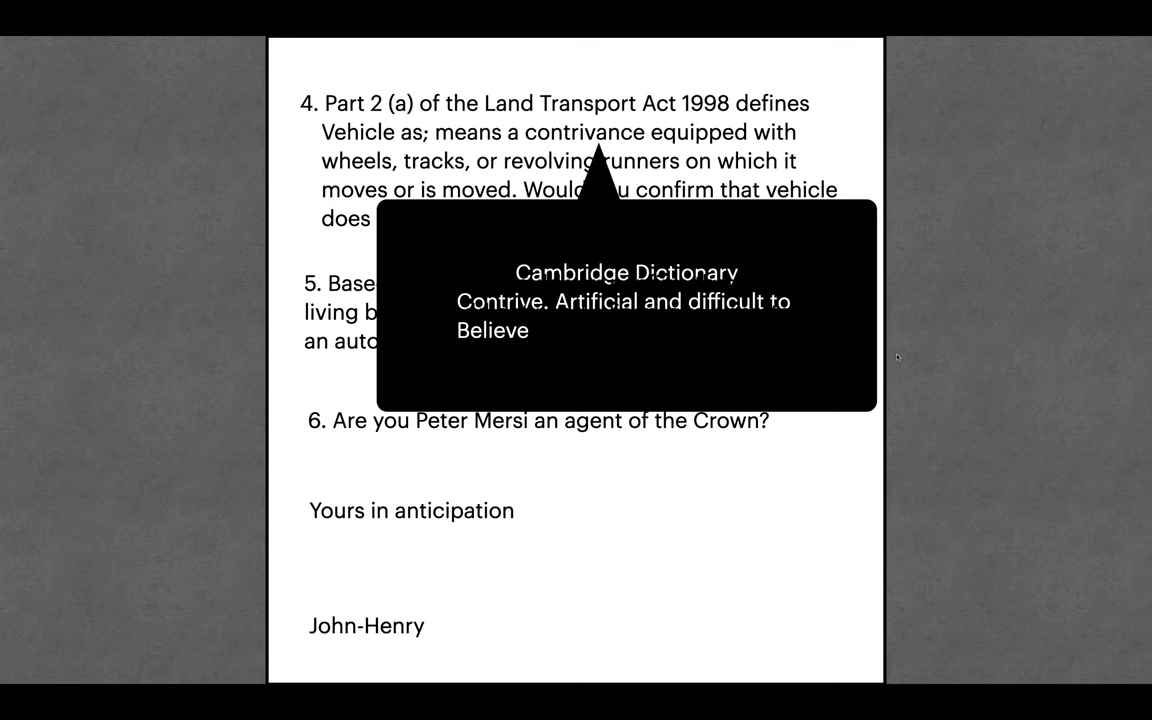 4. Part 2 (a) of the Land Transport Act 1998 defines
Vehicle as; means a contrivance equipped with
wheels, tracks, or revolving runners on which it
moves or is moved. Would you confirm that vehicle
does
Cambridge Dictionary
Contrive. Artificial and difficult to
Believe
5. Base
living b
an auto
6. Are you Peter Mersi an agent of the Crown?
Yours in anticipation
John-Henry